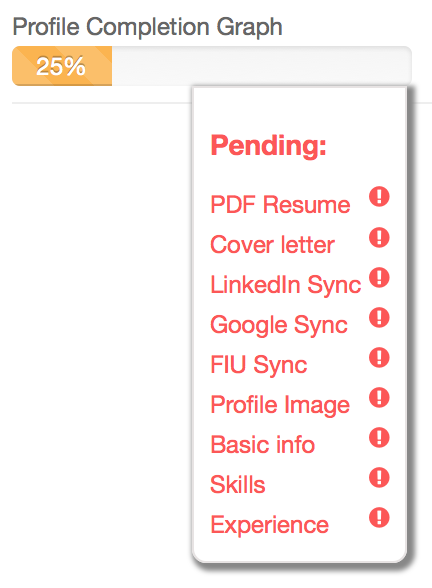 Profile Completion Graph
25%
Pending:
PDF Resume
Cover letter
LinkedIn Sync
Google Sync
FIU Sync
Profile Image
Basic info
Skills
Experience